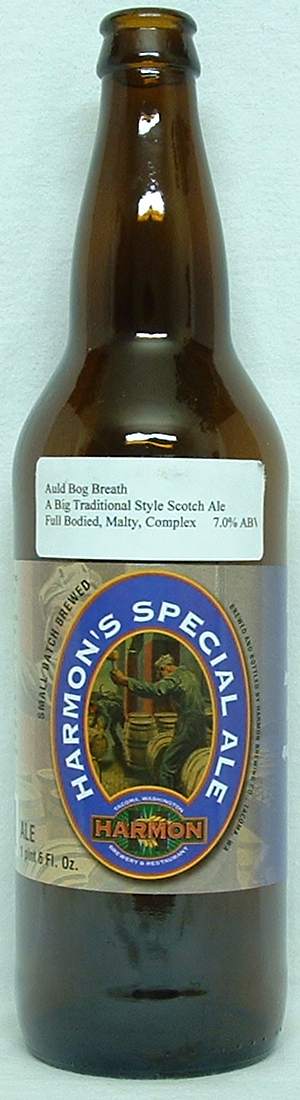 Auld Bog Breath
A Big Traditional Style Scotch Ale
Full Bodied, Malty, Complex 7.0% ABV
SMALL BATCH BREWED
HARMON'S SPECIAL ALE
BREWED AND BOTTLED BY HARMON BREWING CO. TACOMA WA
TACOMA, WASHINGTON
HARMON
BREWERY & RESTAURANT
ALE
1 pint 6 Fl. Oz.